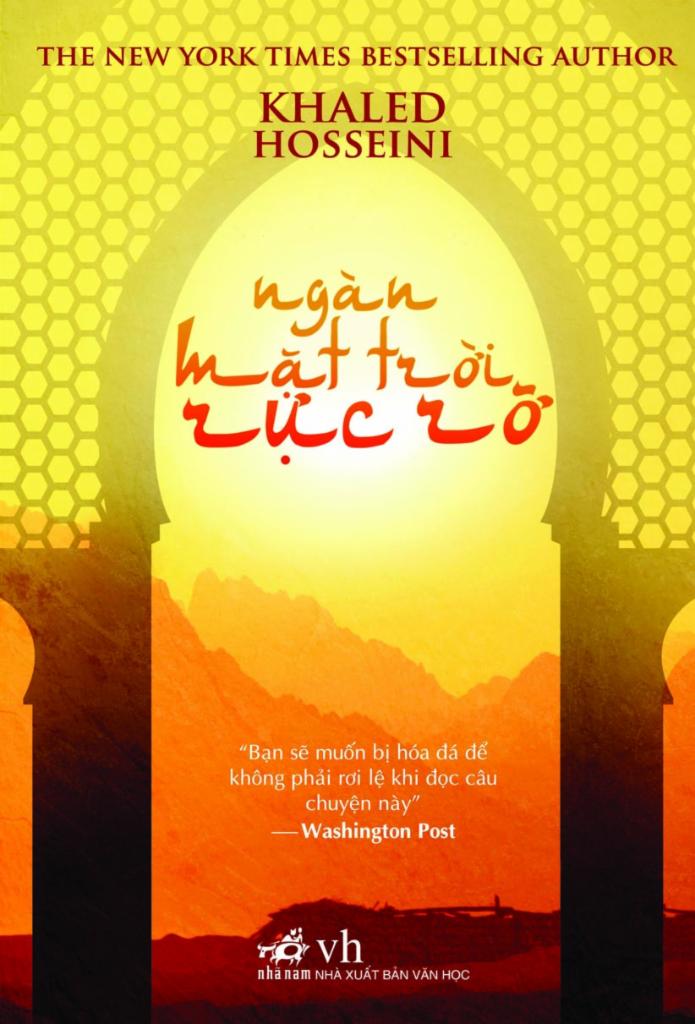 THE NEW YORK TIMES BESTSELLING AUTHOR
KHALED
HOSSEINI
ngàn
mặt trời
rực rỡ
“Bạn sẽ muốn bị hóa đá để
không phải rơi lệ khi đọc câu
chuyện này”
— Washington Post
vh
nhã nam NHÀ XUẤT BẢN VĂN HỌC